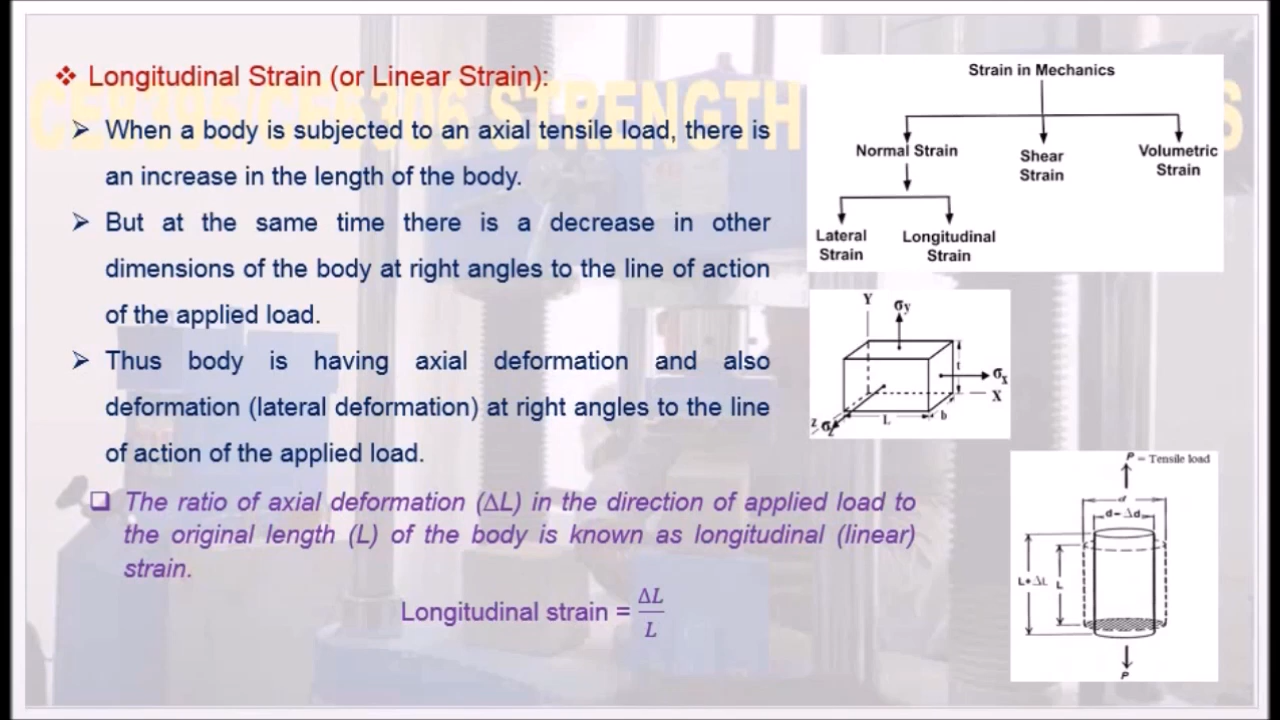 ❖ Longitudinal Strain (or Linear Strain):
➢ When a body is subjected to an axial tensile load, there is
an increase in the length of the body.
➢ But at the same time there is a decrease in other
dimensions of the body at right angles to the line of action
of the applied load.
➢ Thus body is having axial deformation and also
deformation (lateral deformation) at right angles to the line
of action of the applied load.
❑ The ratio of axial deformation (ΔL) in the direction of applied load to
the original length (L) of the body is known as longitudinal (linear)
strain.
Longitudinal strain = ΔL/L
Strain in Mechanics
Normal Strain
Shear
Strain
Volumetric
Strain
Lateral
Strain
Longitudinal
Strain
Y
σy
t
σx
X
z
σz
L
b
P = Tensile load
d
d-Δd
L+ΔL
L
P
CE8395/CE6306 STRENGTH